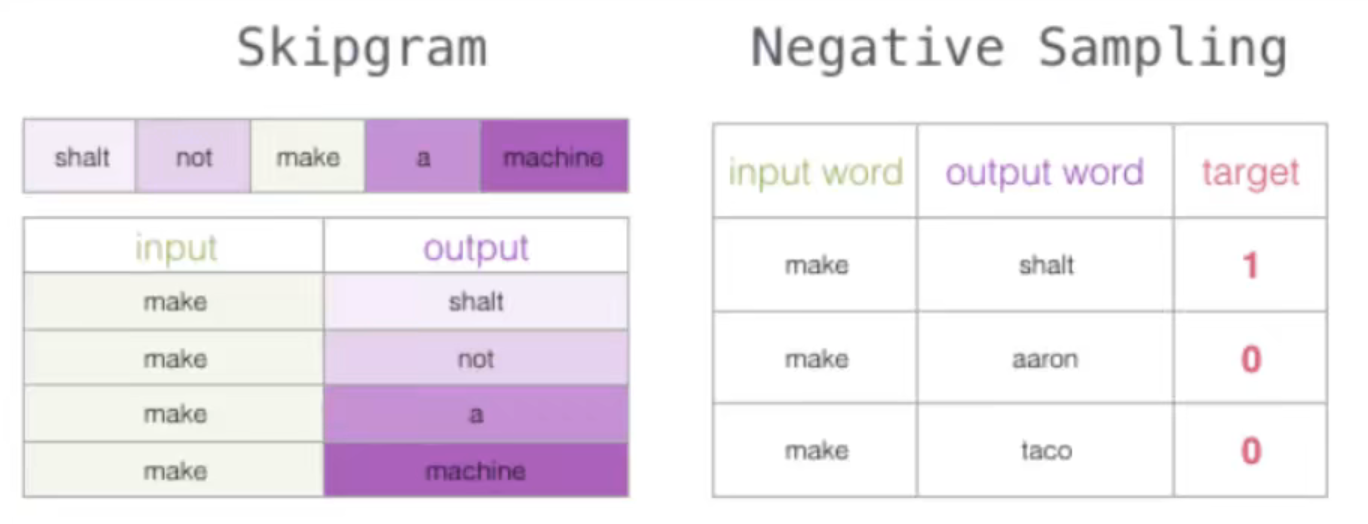 Skipgram
shalt not make a machine
input output
make shalt
make not
make a
make machine
Negative Sampling
input word output word target
make shalt 1
make aaron 0
make taco 0